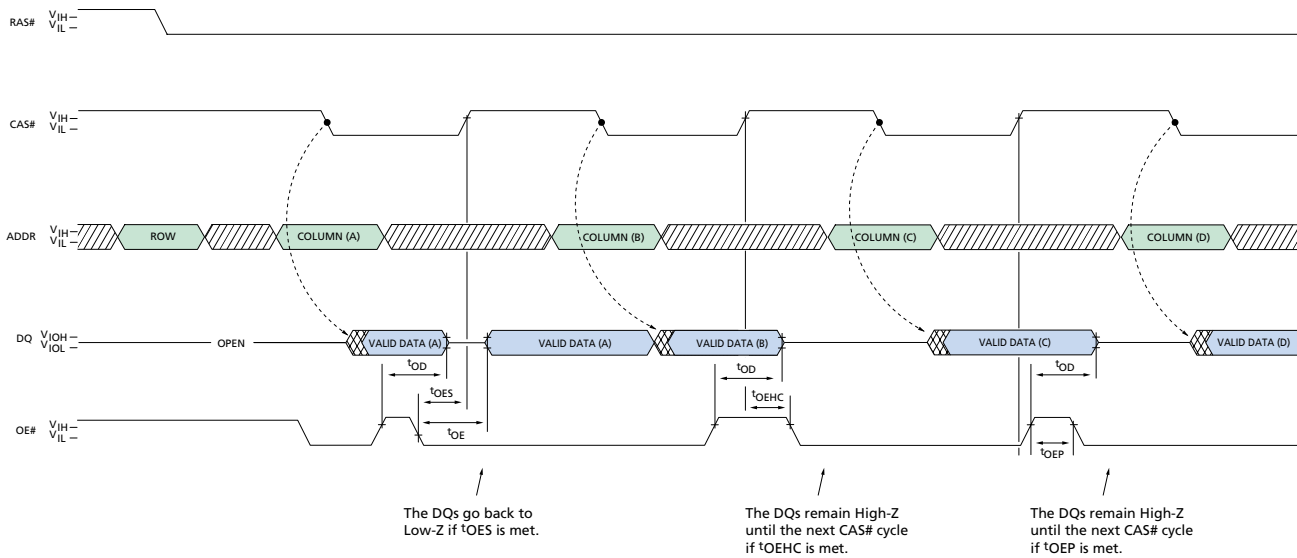 RAS# VIH VIL
CAS# VIH VIL
ADDR VIH VIL ROW COLUMN (A) COLUMN (B) COLUMN (C) COLUMN (D)
DQ VIOH VIOL OPEN VALID DATA (A) VALID DATA (A) VALID DATA (B) VALID DATA (C) VALID DATA (D)
tOD tOD tOD
tOES tOEHC
tOE
OE# VIH VIL
tOEP
The DQs go back to
Low-Z if tOES is met.
The DQs remain High-Z
until the next CAS# cycle
if tOEHC is met.
The DQs remain High-Z
until the next CAS# cycle
if tOEP is met.